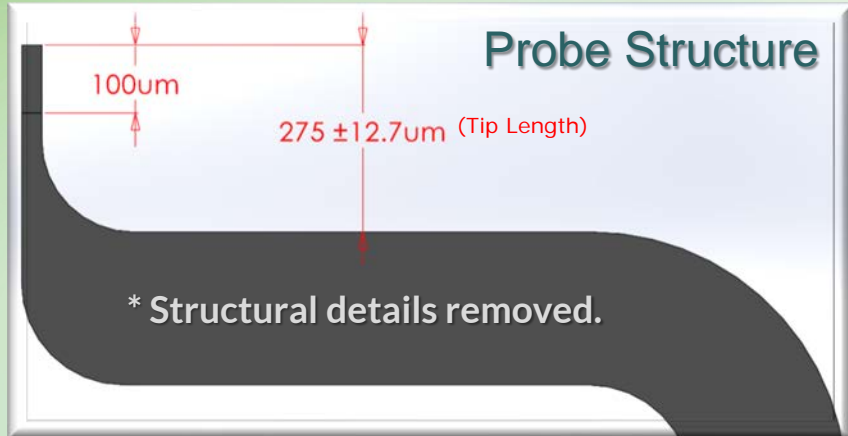 Probe Structure
100um
275 ±12.7um (Tip Length)
* Structural details removed.